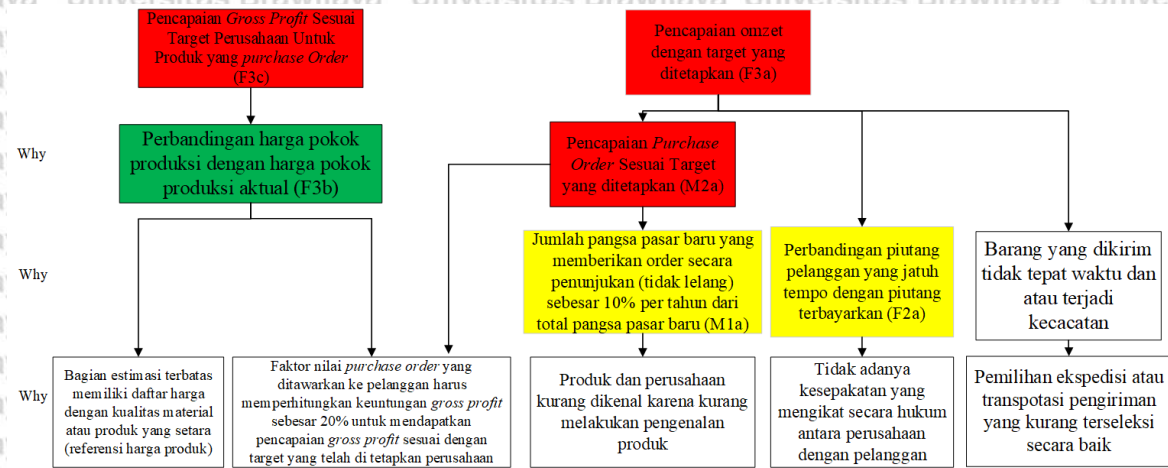 Pencapaian Gross Profit Sesuai
Target Perusahaan Untuk
Produk yang purchase Order
(F3c)
Pencapaian omzet
dengan target yang
ditetapkan (F3a)
Why
Perbandingan harga pokok
produksi dengan harga pokok
produksi aktual (F3b)
Pencapaian Purchase
Order Sesuai Target
yang ditetapkan (M2a)
Why
Jumlah pangsa pasar baru yang
memberikan order secara
penunjukan (tidak lelang)
sebesar 10% per tahun dari
total pangsa pasar baru (M1a)
Perbandingan piutang
pelanggan yang jatuh
tempo dengan piutang
terbayarkan (F2a)
Barang yang dikirim
tidak tepat waktu dan
atau terjadi
kecacatan
Why
Bagian estimasi terbatas
memiliki daftar harga
dengan kualitas material
atau produk yang setara
(referensi harga produk)
Faktor nilai purchase order yang
ditawarkan ke pelanggan harus
memperhitungkan keuntungan gross profit
sebesar 20% untuk mendapatkan
pencapaian gross profit sesuai dengan
target yang telah di tetapkan perusahaan
Produk dan perusahaan
kurang dikenal karena kurang
melakukan pengenalan
produk
Tidak adanya
kesepakatan yang
mengikat secara hukum
antara perusahaan
dengan pelanggan
Pemilihan ekspedisi atau
transpotasi pengiriman
yang kurang terseleksi
secara baik